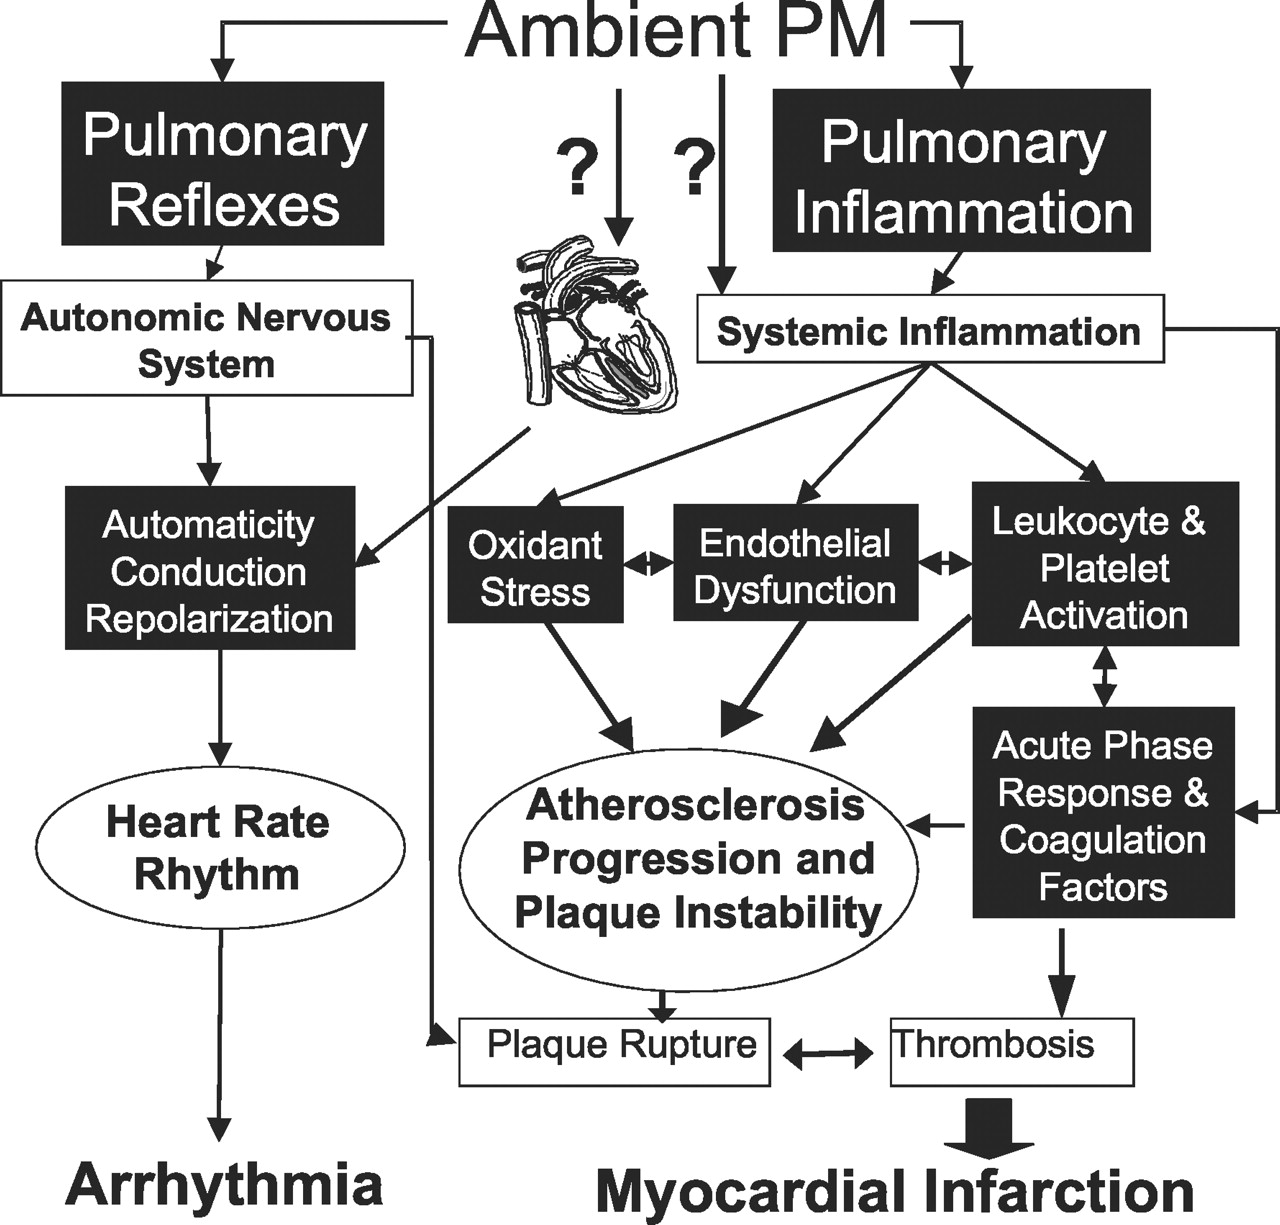 Ambient PM
Pulmonary
Reflexes
?
?
Pulmonary
Inflammation
Autonomic Nervous
System
Systemic Inflammation
Automaticity
Conduction
Repolarization
Oxidant
Stress
Endothelial
Dysfunction
Leukocyte &
Platelet
Activation
Heart Rate
Rhythm
Atherosclerosis
Progression and
Plaque Instability
Acute Phase
Response &
Coagulation
Factors
Plaque Rupture
Thrombosis
Arrhythmia
Myocardial Infarction